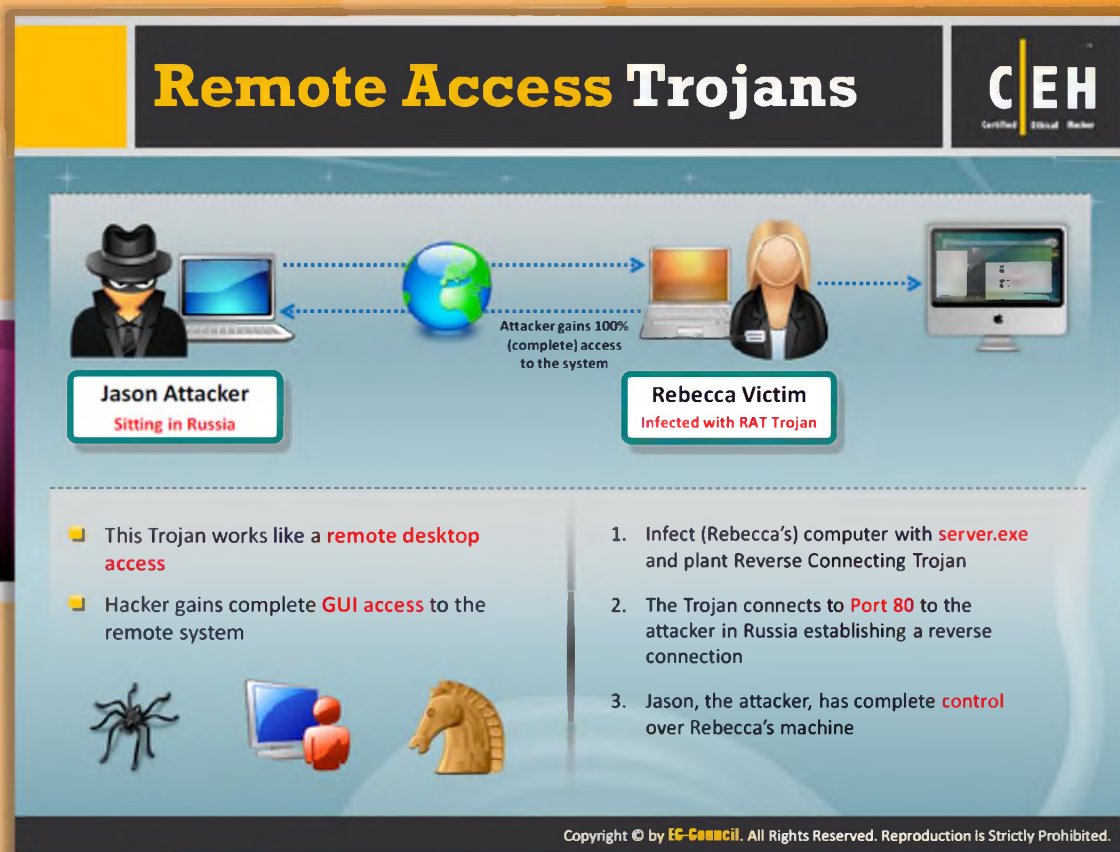 Remote Access Trojans
C EH
Certified Ethical Hacker
Attacker gains 100%
(complete) access
to the system
Jason Attacker
Sitting in Russia
Rebecca Victim
Infected with RAT Trojan
This Trojan works like a remote desktop
access
Hacker gains complete GUI access to the
remote system
1. Infect (Rebecca's) computer with server.exe
and plant Reverse Connecting Trojan
2. The Trojan connects to Port 80 to the
attacker in Russia establishing a reverse
connection
3. Jason, the attacker, has complete control
over Rebecca's machine
Copyright © by EC-Council. All Rights Reserved. Reproduction is Strictly Prohibited.